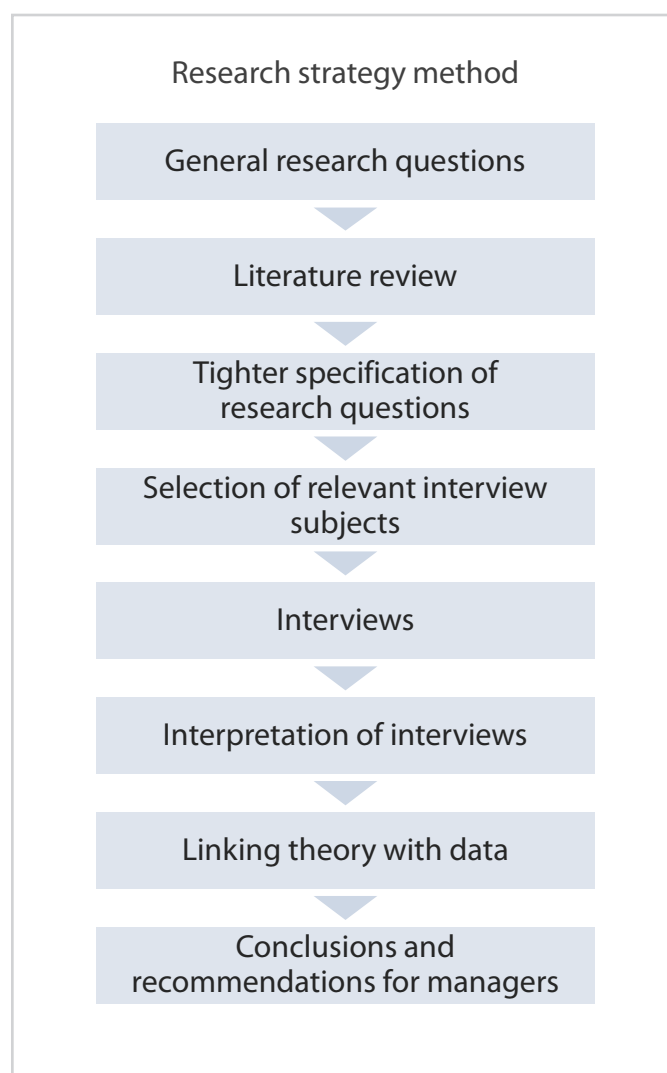 Research strategy method
General research questions
Literature review
Tighter specification of
research questions
Selection of relevant interview
subjects
Interviews
Interpretation of interviews
Linking theory with data
Conclusions and
recommendations for managers